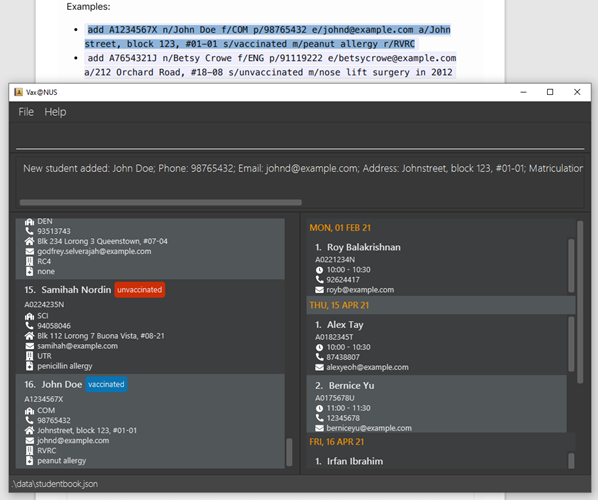 Examples:
add A1234567X n/John Doe f/COM p/98765432 e/johnd@example.com a/John
street, block 123, #01-01 s/vaccinated m/peanut allergy r/RVRC
add A7654321J n/Betsy Crowe f/ENG p/91119222 e/betsycrowe@example.com
a/212 Orchard Road, #18-08 s/unvaccinated m/nose lift surgery in 2012
Vax@NUS
File Help
New student added: John Doe; Phone: 98765432; Email: johnd@example.com; Address: Johnstreet, block 123, #01-01; Matriculation
DEN
93513743
Blk 234 Lorong 3 Queenstown, #07-04
godfrey.selverajah@example.com
RC4
none
15. Samihah Nordin unvaccinated
A0224235N
SCI
94058046
Blk 112 Lorong 7 Buona Vista, #08-21
samihah@example.com
UTR
penicillin allergy
16. John Doe vaccinated
A1234567X
COM
98765432
Johnstreet, block 123, #01-01
johnd@example.com
RVRC
peanut allergy
MON, 01 FEB 21
1. Roy Balakrishnan
A0221234N
10:00 - 10:30
92624417
royb@example.com
THU, 15 APR 21
1. Alex Tay
A0182345T
10:00 - 10:30
87438807
alexyeoh@example.com
2. Bernice Yu
A0175678U
11:00 - 11:30
12345678
berniceyu@example.com
FRI, 16 APR 21
1. Irfan Ibrahim
.\data\studentbook.json